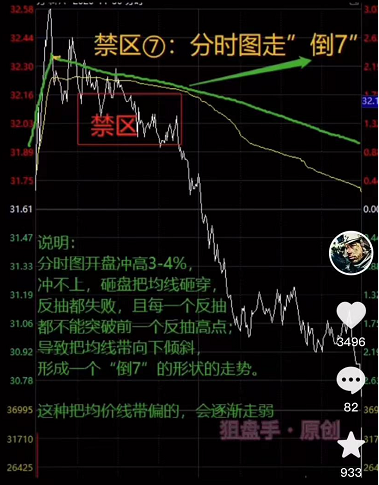 32.58
禁区⑦：分时图走”倒7”
32.44
32.30
32.16
32.1
禁区
32.03
31.89
31.75
31.61
0.00
31.47
说明：
31.33
分时图开盘冲高3-4%，
31.19
冲不上，砸盘把均线砸穿，
反抽都失败，且每一个反抽
31.06
都不能突破前一个反抽高点，
3496
30.92
导致把均线带向下倾斜，
30.78
形成一个“倒7”的形状的走势。
82
36995
这种把均价线带偏的，会逐渐走弱
31710
狙盘手·原创
26425
933